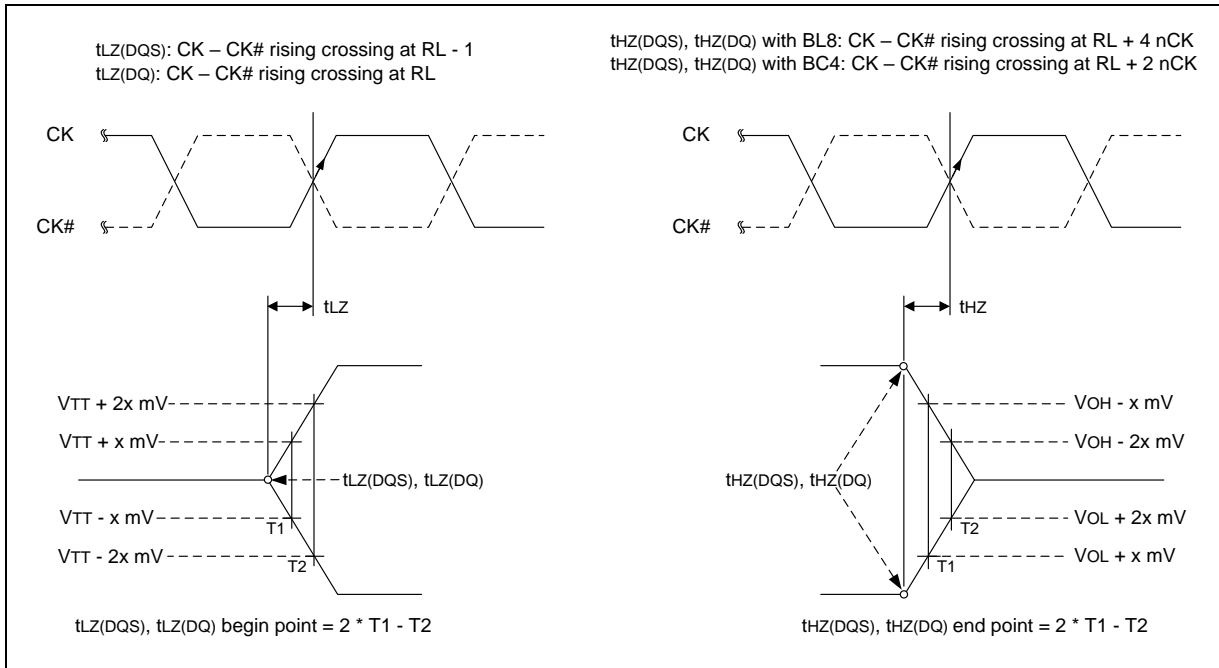 tLZ(DQS): CK – CK# rising crossing at RL - 1
tLZ(DQ): CK – CK# rising crossing at RL
CK
CK#
tLZ
VTT + 2x mV
VTT + x mV
tLZ(DQS), tLZ(DQ)
VTT - x mV
T1
VTT - 2x mV
T2
tLZ(DQS), tLZ(DQ) begin point = 2 * T1 - T2
tHZ(DQS), tHZ(DQ) with BL8: CK – CK# rising crossing at RL + 4 nCK
tHZ(DQS), tHZ(DQ) with BC4: CK – CK# rising crossing at RL + 2 nCK
CK
CK#
tHZ
VOH - x mV
VOH - 2x mV
tHZ(DQS), tHZ(DQ)
VOL + 2x mV
T2
VOL + x mV
T1
tHZ(DQS), tHZ(DQ) end point = 2 * T1 - T2